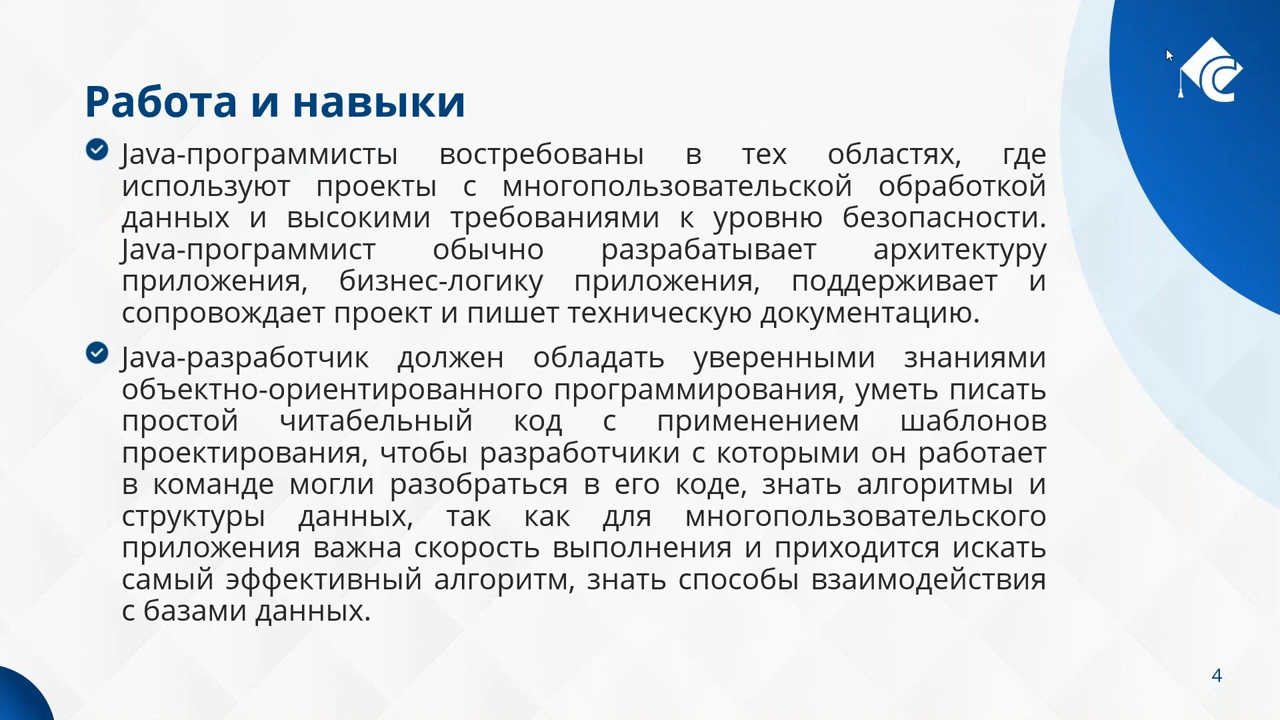 Работа и навыки
Java-программисты востребованы в тех областях, где
используют проекты с многопользовательской обработкой
данных и высокими требованиями к уровню безопасности.
Java-программист обычно разрабатывает архитектуру
приложения, бизнес-логику приложения, поддерживает и
сопровождает проект и пишет техническую документацию.
Java-разработчик должен обладать уверенными знаниями
объектно-ориентированного программирования, уметь писать
простой читабельный код с применением шаблонов
проектирования, чтобы разработчики с которыми он работает
в команде могли разобраться в его коде, знать алгоритмы и
структуры данных, так как для многопользовательского
приложения важна скорость выполнения и приходится искать
самый эффективный алгоритм, знать способы взаимодействия
с базами данных.
4